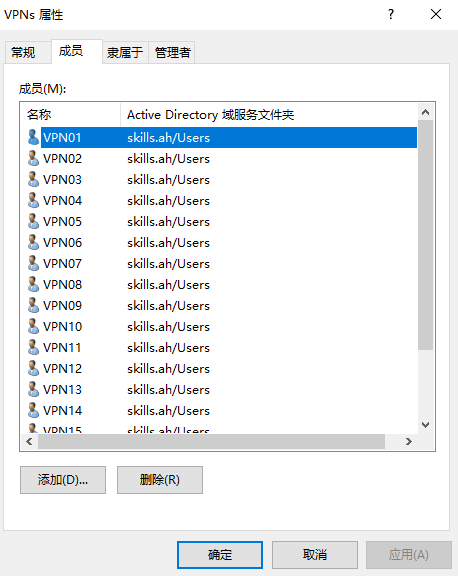 VPNs 属性
?
常规 成员 隶属于 管理者
成员(M):
名称 Active Directory 域服务文件夹
VPN01 skills.ah/Users
VPN02 skills.ah/Users
VPN03 skills.ah/Users
VPN04 skills.ah/Users
VPN05 skills.ah/Users
VPN06 skills.ah/Users
VPN07 skills.ah/Users
VPN08 skills.ah/Users
VPN09 skills.ah/Users
VPN10 skills.ah/Users
VPN11 skills.ah/Users
VPN12 skills.ah/Users
VPN13 skills.ah/Users
VPN14 skills.ah/Users
VPN15 skills.ah/Users
添加(D)... 删除(R)
确定 取消 应用(A)